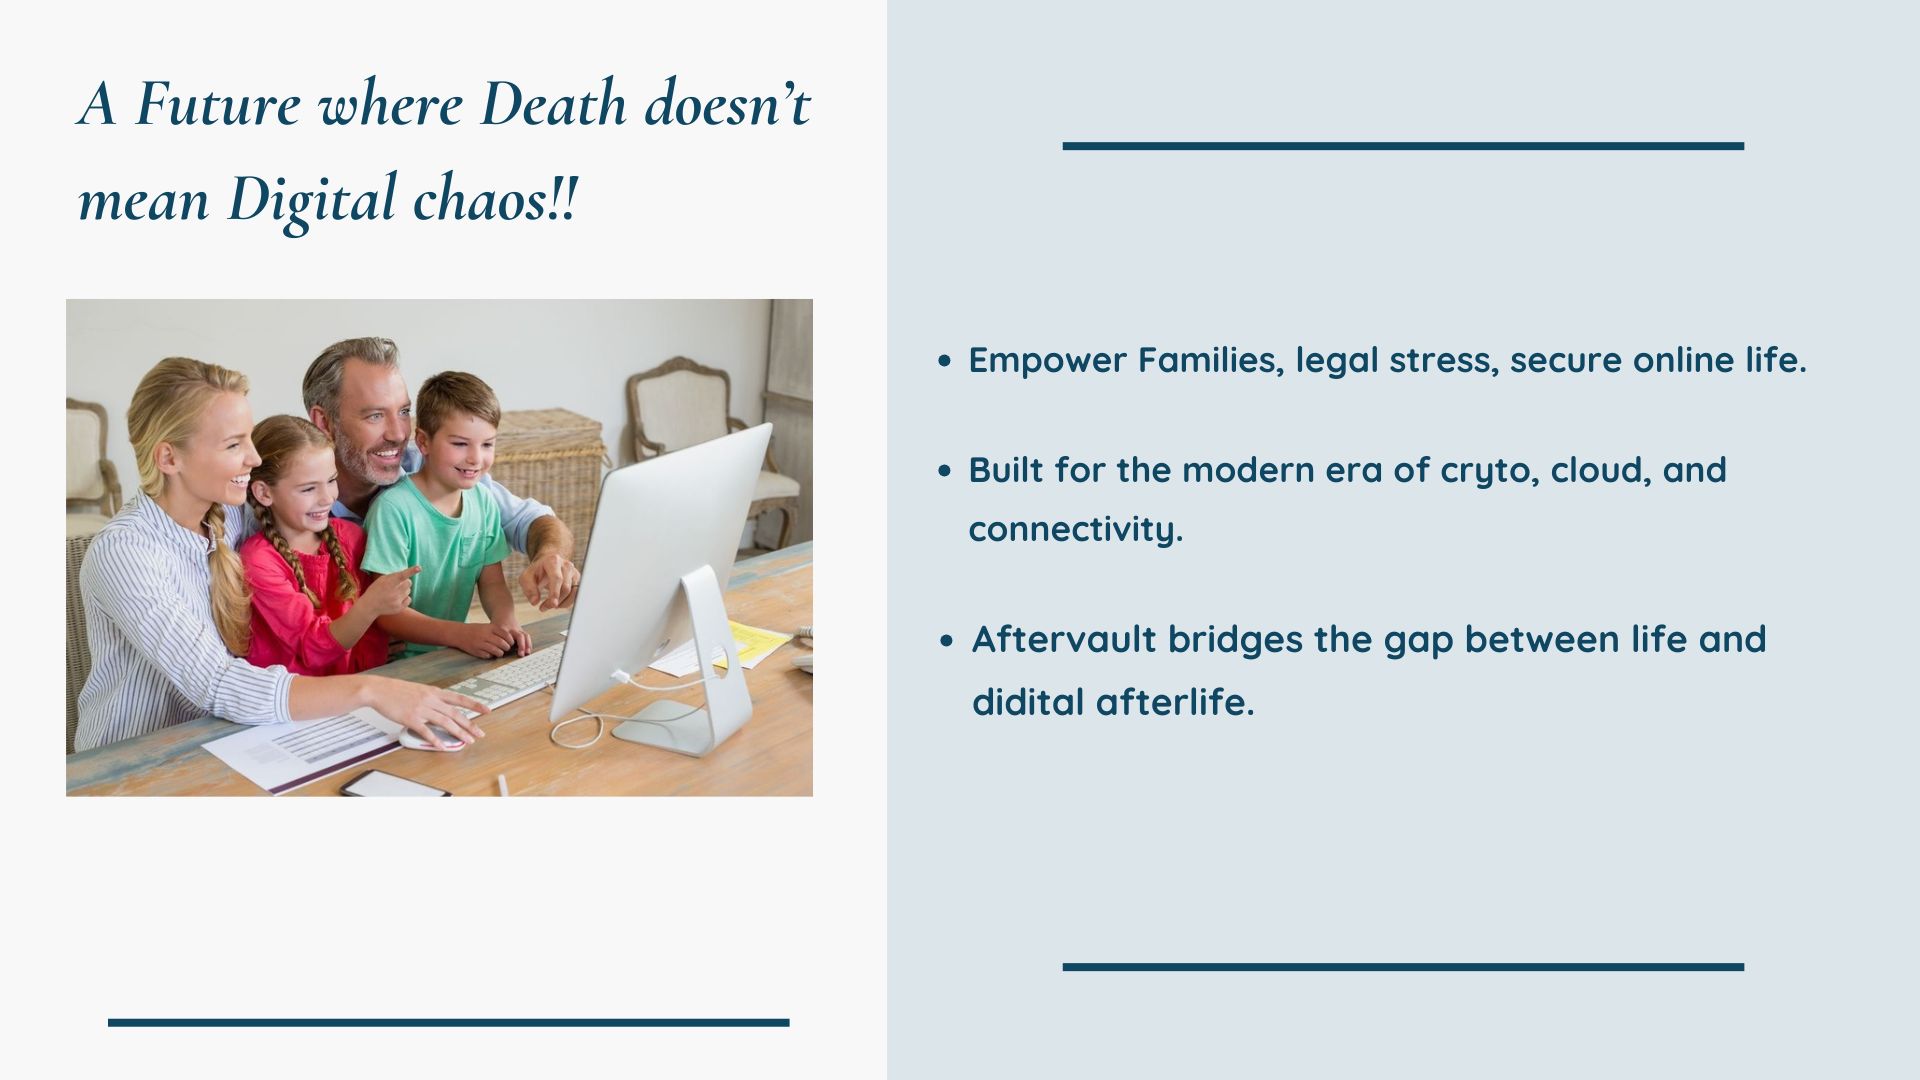 A Future where Death doesn’t
mean Digital chaos!!
• Empower Families, legal stress, secure online life.
• Built for the modern era of cryto, cloud, and
connectivity.
• Aftervault bridges the gap between life and
didital afterlife.